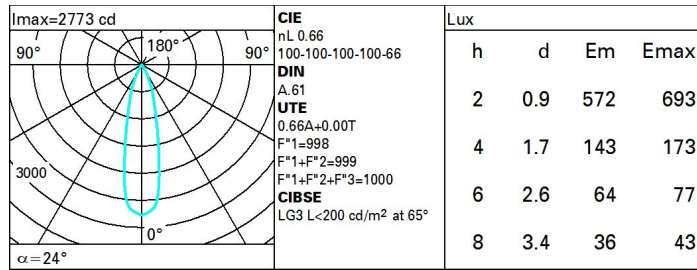 Imax=2773 cd
90°
180°
90°
3000
0°
α=24°
CIE
nL 0.66
100-100-100-100-66
DIN
A.61
UTE
0.66A+0.00T
F"1=998
F"1+F"2=999
F"1+F"2+F"3=1000
CIBSE
LG3 L<200 cd/m² at 65°
Lux
h d Em Emax
2 0.9 572 693
4 1.7 143 173
6 2.6 64 77
8 3.4 36 43